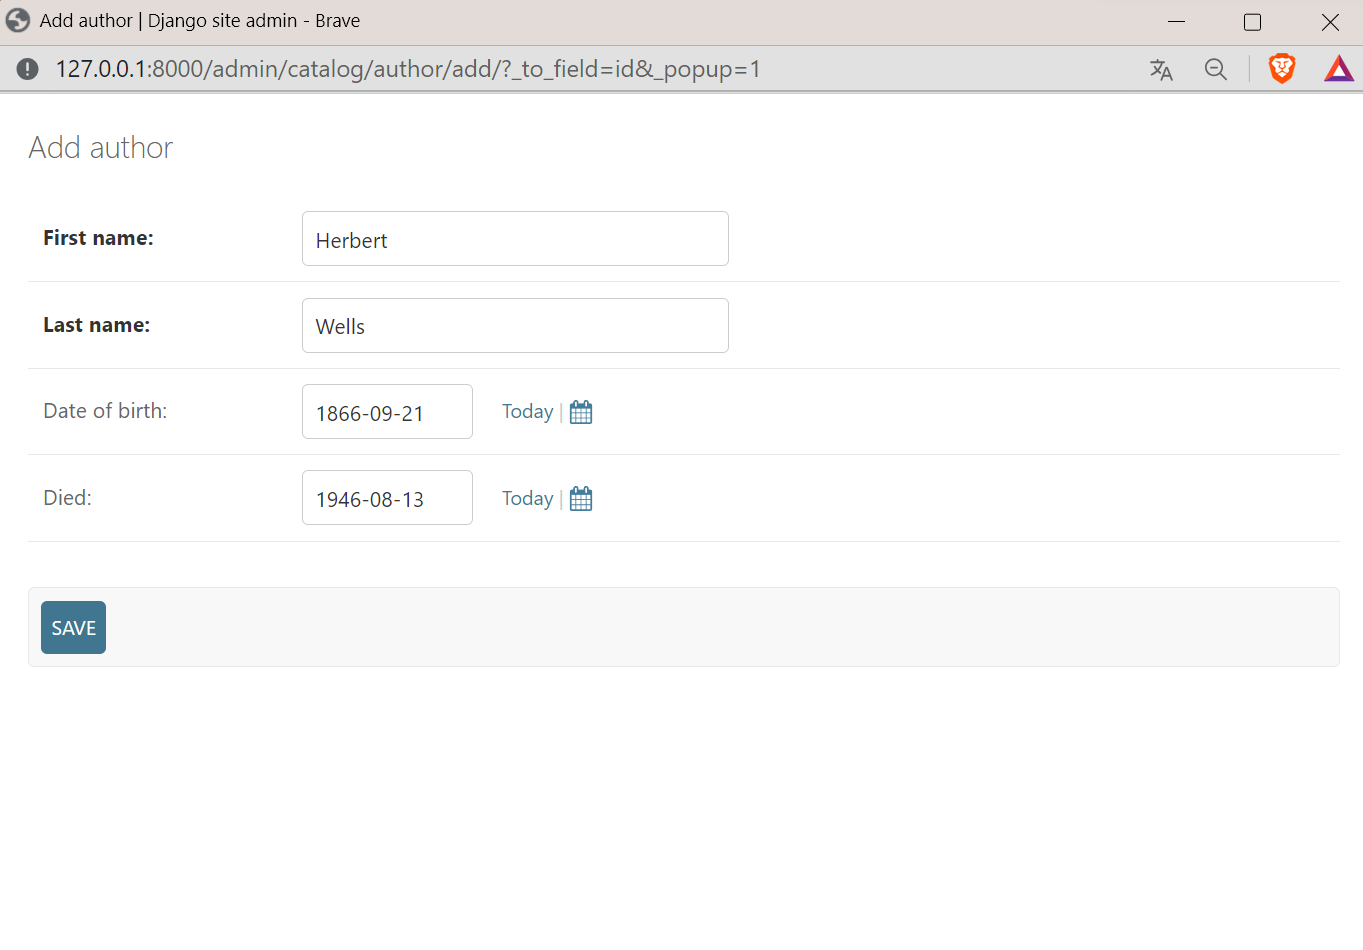 Add author | Django site admin - Brave
127.0.0.1:8000/admin/catalog/author/add/?_to_field=id&_popup=1
Add author
First name: Herbert
Last name: Wells
Date of birth: 1866-09-21 Today |
Died: 1946-08-13 Today |
SAVE